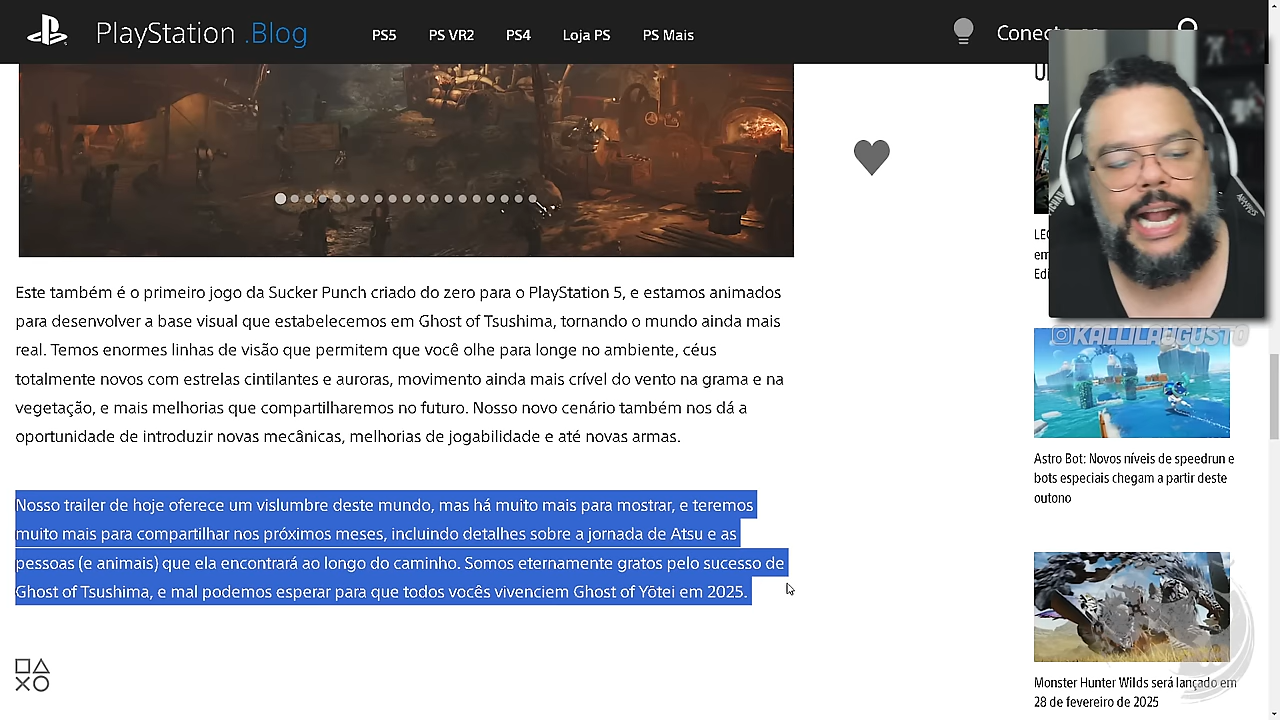 PlayStation .Blog
PS5 PS VR2 PS4 Loja PS PS Mais
Este também é o primeiro jogo da Sucker Punch criado do zero para o PlayStation 5, e estamos animados
para desenvolver a base visual que estabelecemos em Ghost of Tsushima, tornando o mundo ainda mais
real. Temos enormes linhas de visão que permitem que você olhe para longe no ambiente, céus
totalmente novos com estrelas cintilantes e auroras, movimento ainda mais crível do vento na grama e na
vegetação, e mais melhorias que compartilharemos no futuro. Nosso novo cenário também nos dá a
oportunidade de introduzir novas mecânicas, melhorias de jogabilidade e até novas armas.
Nosso trailer de hoje oferece um vislumbre deste mundo, mas há muito mais para mostrar, e teremos
muito mais para compartilhar nos próximos meses, incluindo detalhes sobre a jornada de Atsu e as
pessoas (e animais) que ela encontrará ao longo do caminho. Somos eternamente gratos pelo sucesso de
Ghost of Tsushima, e mal podemos esperar para que todos vocês vivenciem Ghost of Yōtei em 2025.
@KALLILAUGUSTO
Astro Bot: Novos níveis de speedrun e
bots especiais chegam a partir deste
outono
Monster Hunter Wilds será lançado em
28 de fevereiro de 2025